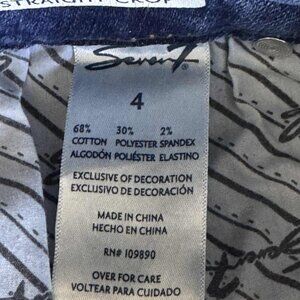 STRAIGHT CROP
Seven7
4
68% 30% 2%
COTTON POLYESTER SPANDEX
ALGODÓN POLIÉSTER ELASTINO
EXCLUSIVE OF DECORATION
EXCLUSIVO DE DECORACIÓN
MADE IN CHINA
HECHO EN CHINA
RN# 109890
OVER FOR CARE
VOLTEAR PARA CUIDADO